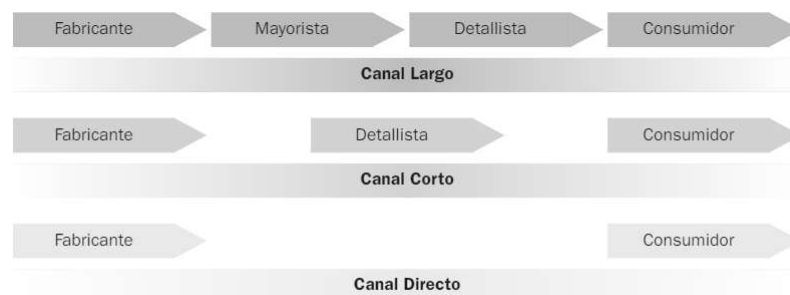 Fabricante Mayorista Detallista Consumidor
Canal Largo
Fabricante Detallista Consumidor
Canal Corto
Fabricante Consumidor
Canal Directo